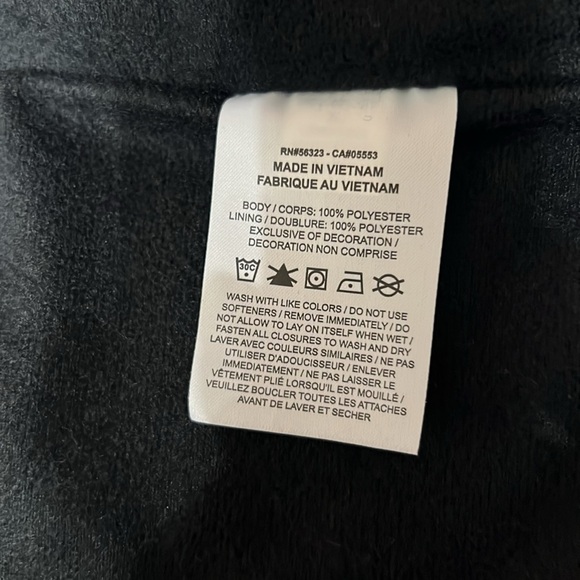 RN#56323 - CA#05553
MADE IN VIETNAM
FABRIQUE AU VIETNAM
BODY / CORPS: 100% POLYESTER
LINING / DOUBLURE: 100% POLYESTER
EXCLUSIVE OF DECORATION /
DECORATION NON COMPRISE
30C
WASH WITH LIKE COLORS / DO NOT USE
SOFTENERS / REMOVE IMMEDIATELY / DO
NOT ALLOW TO LAY ON ITSELF WHEN WET /
FASTEN ALL CLOSURES TO WASH AND DRY
LAVER AVEC COULEURS SIMILAIRES / NE PAS
UTILISER D'ADOUCISSEUR / ENLEVER
IMMÉDIATEMENT / NE PAS LAISSER LE
VÊTEMENT PLIÉ LORSQU'IL EST MOUILLÉ /
VEUILLEZ BOUCLER TOUTES LES ATTACHES
AVANT DE LAVER ET SECHER